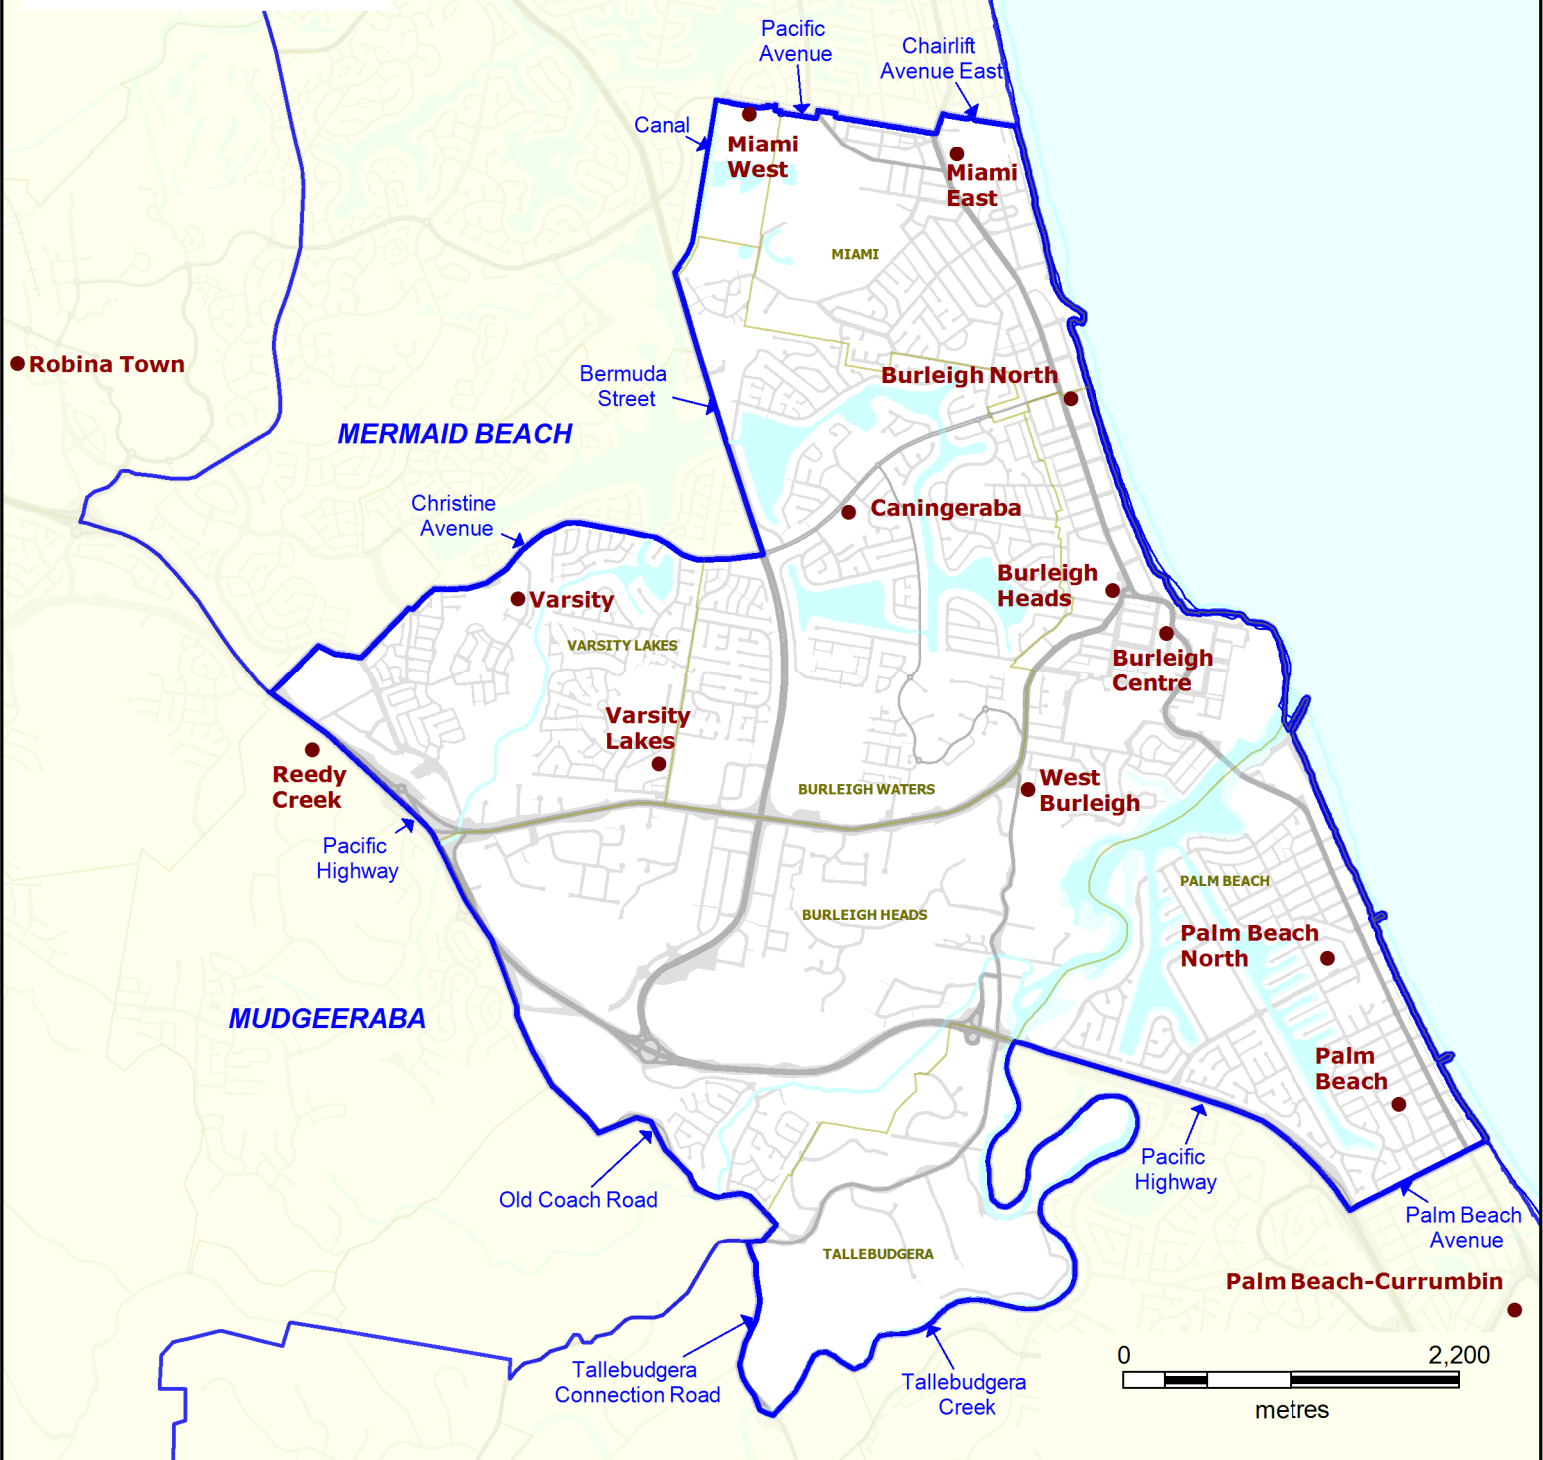 Pacific
Avenue
Chairlift
Avenue East
Canal
Miami
West
Miami
East
MIAMI
Robina Town
Bermuda
Street
Burleigh North
MERMAID BEACH
Christine
Avenue
Caningeraba
Burleigh
Heads
Varsity
VARSITY LAKES
Burleigh
Centre
Varsity
Lakes
Reedy
Creek
West
Burleigh
BURLEIGH WATERS
Pacific
Highway
PALM BEACH
BURLEIGH HEADS
Palm Beach
North
MUDGEERABA
Palm
Beach
Pacific
Highway
Old Coach Road
Palm Beach
Avenue
TALLEBUDGERA
Palm Beach-Currumbin
Tallebudgera
Connection Road
Tallebudgera
Creek
0 2,200
metres